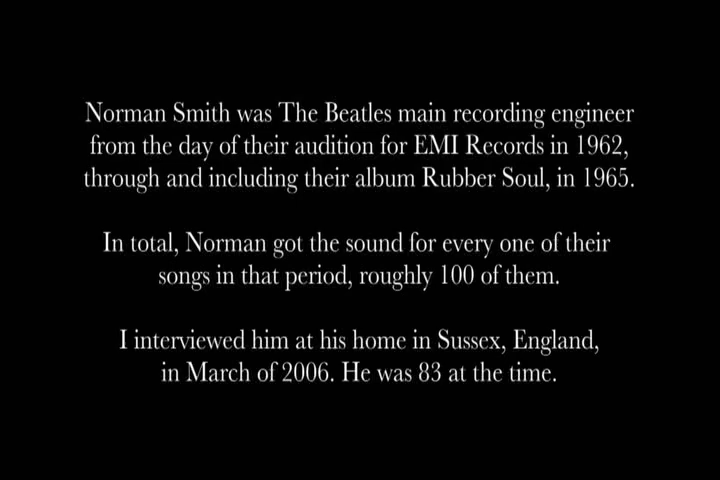 Norman Smith was The Beatles main recording engineer
from the day of their audition for EMI Records in 1962,
through and including their album Rubber Soul, in 1965.
In total, Norman got the sound for every one of their
songs in that period, roughly 100 of them.
I interviewed him at his home in Sussex, England,
in March of 2006. He was 83 at the time.